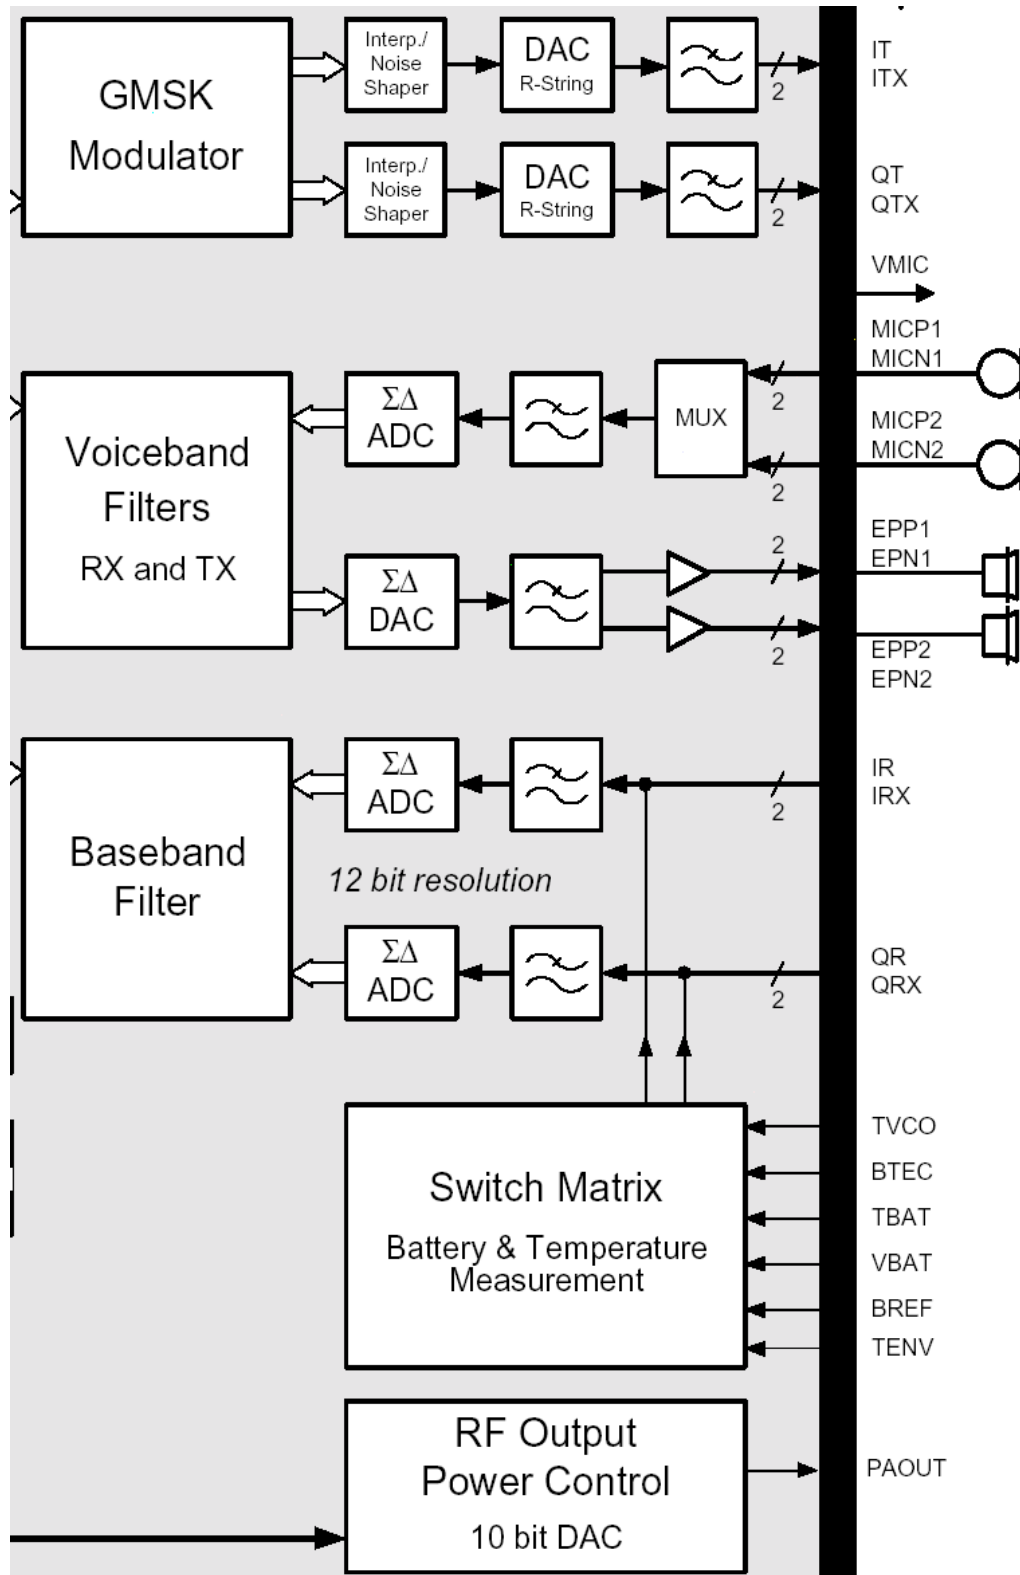 GMSK
Modulator
Interp./
Noise
Shaper
DAC
R-String
2
IT
ITX
Interp./
Noise
Shaper
DAC
R-String
2
QT
QTX
VMIC
MICP1
MICN1
2
MICP2
MICN2
2
MUX
ΣΔ
ADC
Voiceband
Filters
RX and TX
ΣΔ
DAC
2
EPP1
EPN1
2
EPP2
EPN2
Baseband
Filter
ΣΔ
ADC
2
IR
IRX
12 bit resolution
ΣΔ
ADC
2
QR
QRX
Switch Matrix
Battery & Temperature
Measurement
TVCO
BTEC
TBAT
VBAT
BREF
TENV
RF Output
Power Control
10 bit DAC
PAOUT